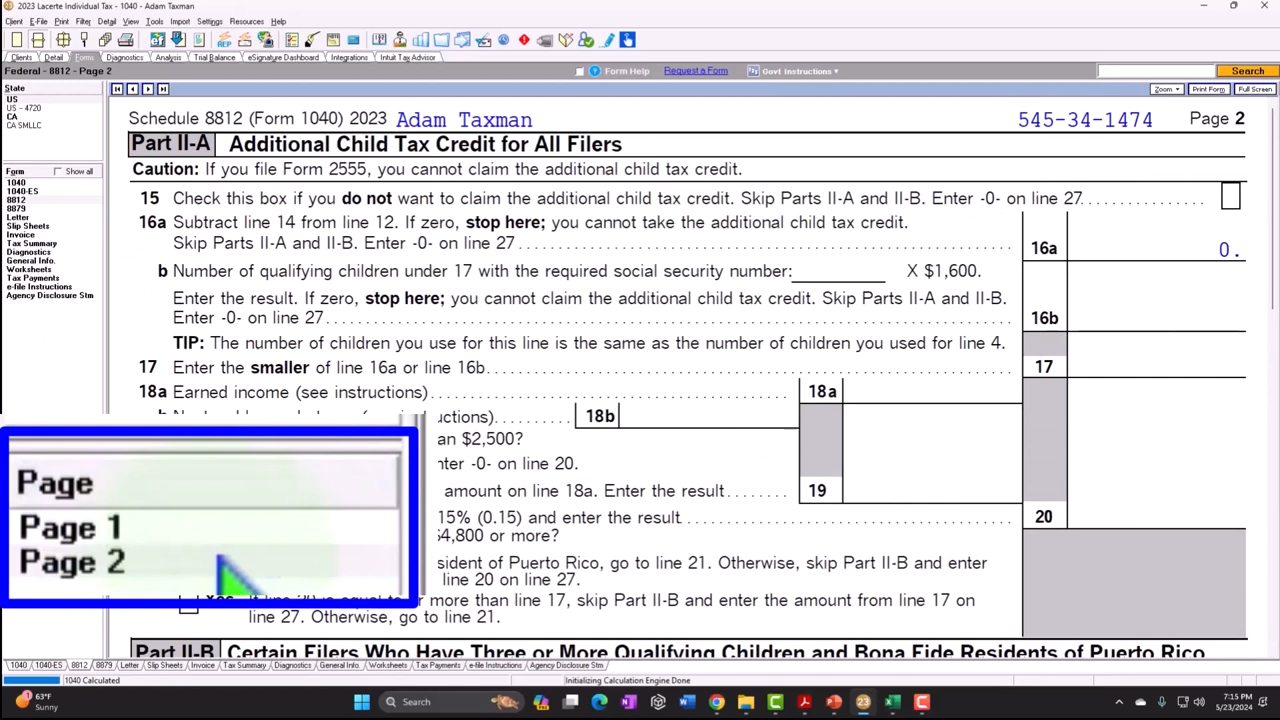 23 2023 Lacerte Individual Tax - 1040 - Adam Taxman
Client E-File Print Filter Detail View Tools Import Settings Resources Help
Clients Detail Forms Diagnostics Analysis Trial Balance eSignature Dashboard Integrations Intuit Tax Advisor
Federal - 8812 - Page 2 Form Help Request a Form Govt instructions Search
State
US
US - 4720
CA
CA SMLLC
Form Show all
1040
1040-ES
8812
8879
Letter
Slip Sheets
Invoice
Tax Summary
Diagnostics
General Info.
Worksheets
Tax Payments
e-file Instructions
Agency Disclosure Stm
Zoom Print Form Full Screen
Schedule 8812 (Form 1040) 2023 Adam Taxman 545-34-1474 Page 2
Part II-A Additional Child Tax Credit for All Filers
Caution: If you file Form 2555, you cannot claim the additional child tax credit.
15 Check this box if you do not want to claim the additional child tax credit. Skip Parts II-A and II-B. Enter -0- on line 27
16a Subtract line 14 from line 12. If zero, stop here; you cannot take the additional child tax credit.
Skip Parts II-A and II-B. Enter -0- on line 27 16a 0.
b Number of qualifying children under 17 with the required social security number: X $1,600.
Enter the result. If zero, stop here; you cannot claim the additional child tax credit. Skip Parts II-A and II-B.
Enter -0- on line 27 16b
TIP: The number of children you use for this line is the same as the number of children you used for line 4.
17 Enter the smaller of line 16a or line 16b 17
18a Earned income (see instructions) 18a
uctions) 18b
an $2,500?
nter -0- on line 20.
amount on line 18a. Enter the result 19
15% (0.15) and enter the result 20
$4,800 or more?
sident of Puerto Rico, go to line 21. Otherwise, skip Part II-B and enter
line 20 on line 27.
r more than line 17, skip Part II-B and enter the amount from line 17 on
line 27. Otherwise, go to line 21.
Part II-B Certain Filers Who Have Three or More Qualifying Children and Bona Fide Residents of Puerto Rico
Page
Page 1
Page 2
1040 1040-ES 8812 8879 Letter Slip Sheets Invoice Tax Summary Diagnostics General Info. Worksheets Tax Payments e-file Instructions Agency Disclosure Stm
1040 Calculated Initializing Calculation Engine Done
63°F
Sunny
Search
7:15 PM
5/23/2024